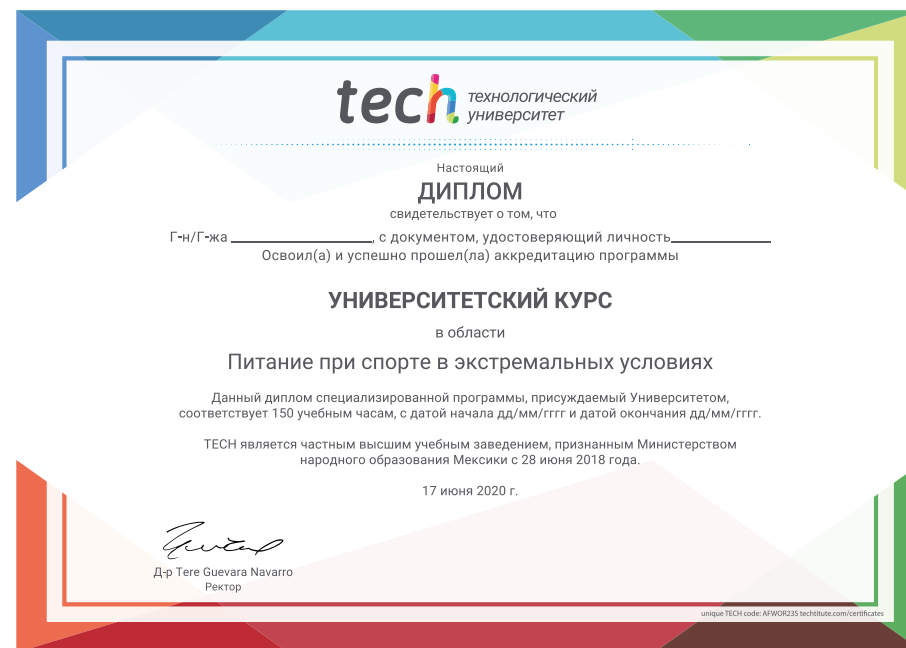 tech технологический
университет
Настоящий
ДИПЛОМ
свидетельствует о том, что
Г-н/Г-жа ____________________, с документом, удостоверяющий личность______________
Освоил(а) и успешно прошел(ла) аккредитацию программы
УНИВЕРСИТЕТСКИЙ КУРС
в области
Питание при спорте в экстремальных условиях
Данный диплом специализированной программы, присуждаемый Университетом,
соответствует 150 учебным часам, с датой начала дд/мм/гггг и датой окончания дд/мм/гггг.
TECH является частным высшим учебным заведением, признанным Министерством
народного образования Мексики с 28 июня 2018 года.
17 июня 2020 г.
Д-р Tere Guevara Navarro
Ректор
unique TECH code: AFWOR23S techtitute.com/certificates